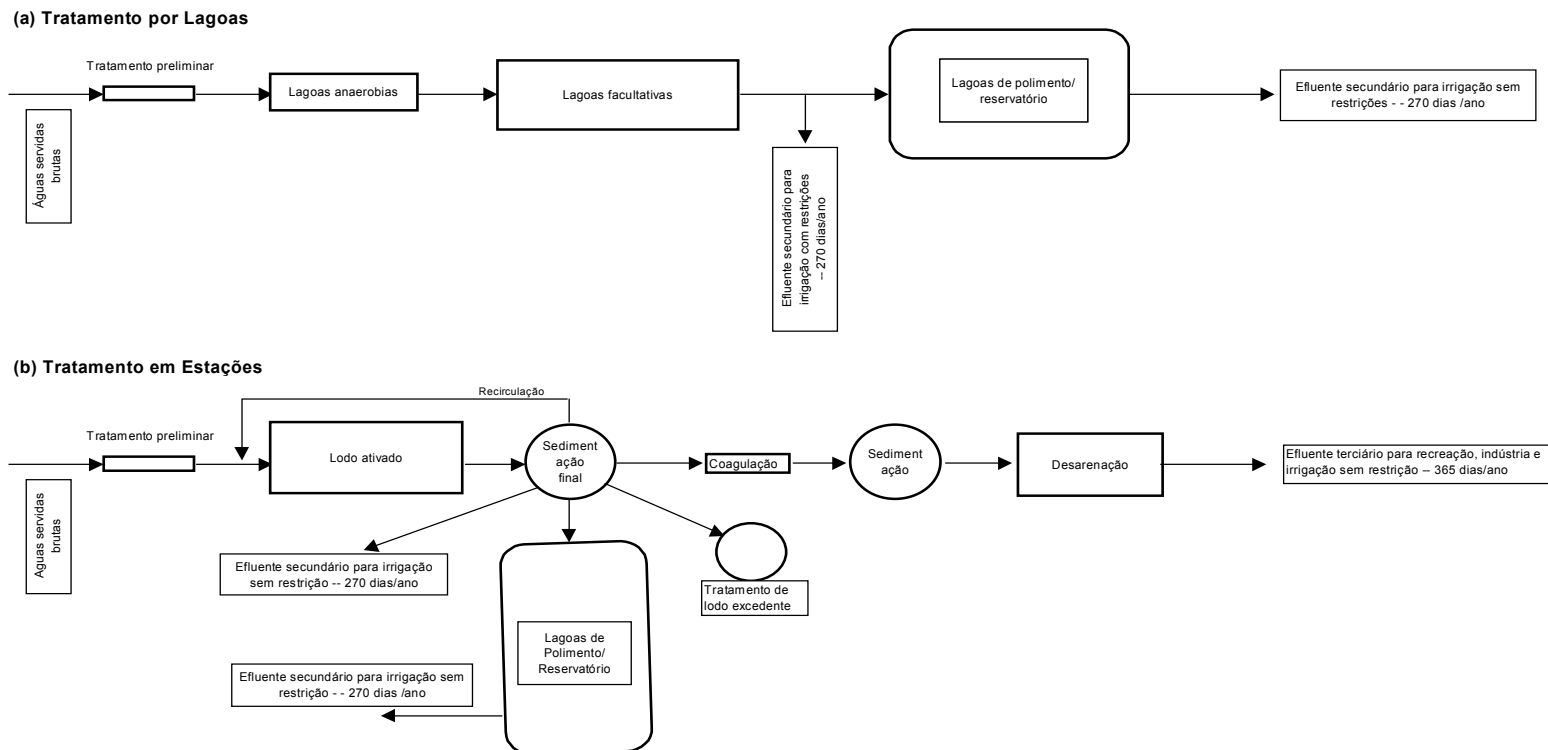 (a) Tratamento por Lagoas
Tratamento preliminar
Águas servidas
brutas
Lagoas anaerobias
Lagoas facultativas
Efluente secundário para
irrigação com restrições
-- 270 dias/ano
Lagoas de polimento/
reservatório
Efluente secundário para irrigação sem
restrições - - 270 dias /ano
(b) Tratamento em Estações
Recirculação
Tratamento preliminar
Aguas servidas
brutas
Lodo ativado
Sediment
ação
final
Coagulação
Sediment
ação
Desarenação
Efluente terciário para recreação, indústria e
irrigação sem restrição -- 365 dias/ano
Efluente secundário para irrigação
sem restrição -- 270 dias/ano
Tratamento de
lodo excedente
Lagoas de
Polimento/
Reservatório
Efluente secundário para irrigação sem
restrição - - 270 dias /ano